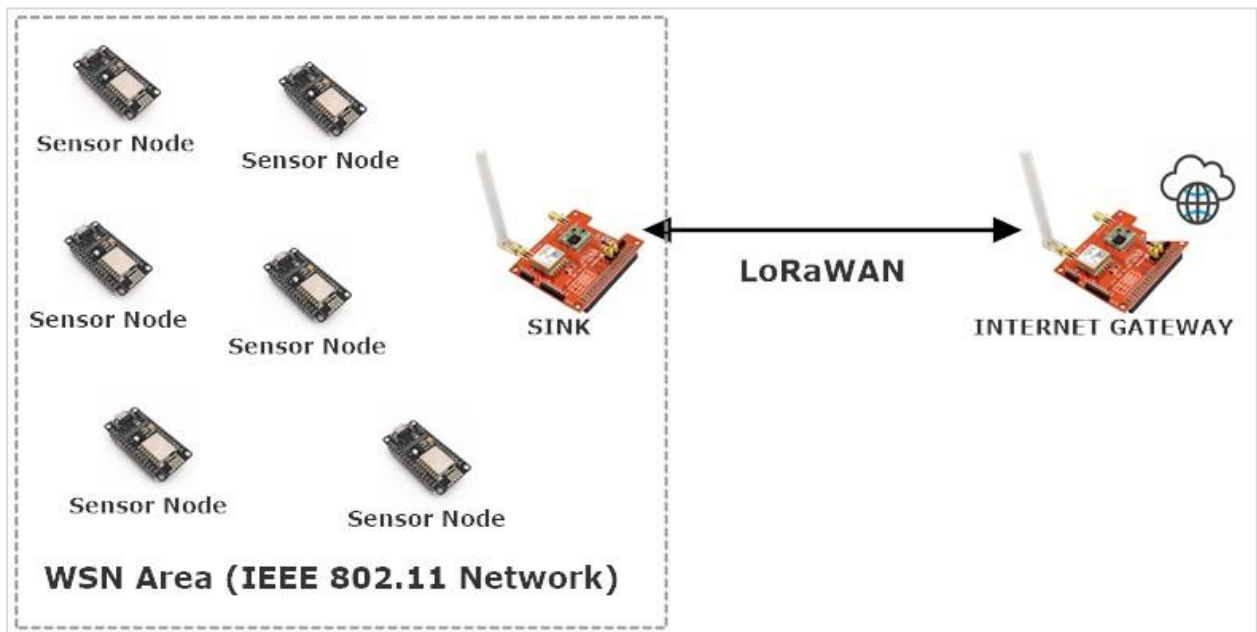 Sensor Node
Sensor Node
Sensor Node
Sensor Node
Sensor Node
Sensor Node
SINK
LoRaWAN
INTERNET GATEWAY
WSN Area (IEEE 802.11 Network)